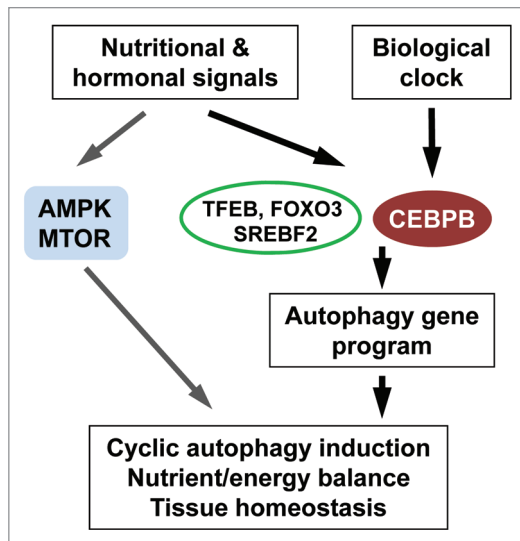 Nutritional &
hormonal signals
Biological
clock
AMPK
MTOR
TFEB, FOXO3
SREBF2
CEBPB
Autophagy gene
program
Cyclic autophagy induction
Nutrient/energy balance
Tissue homeostasis